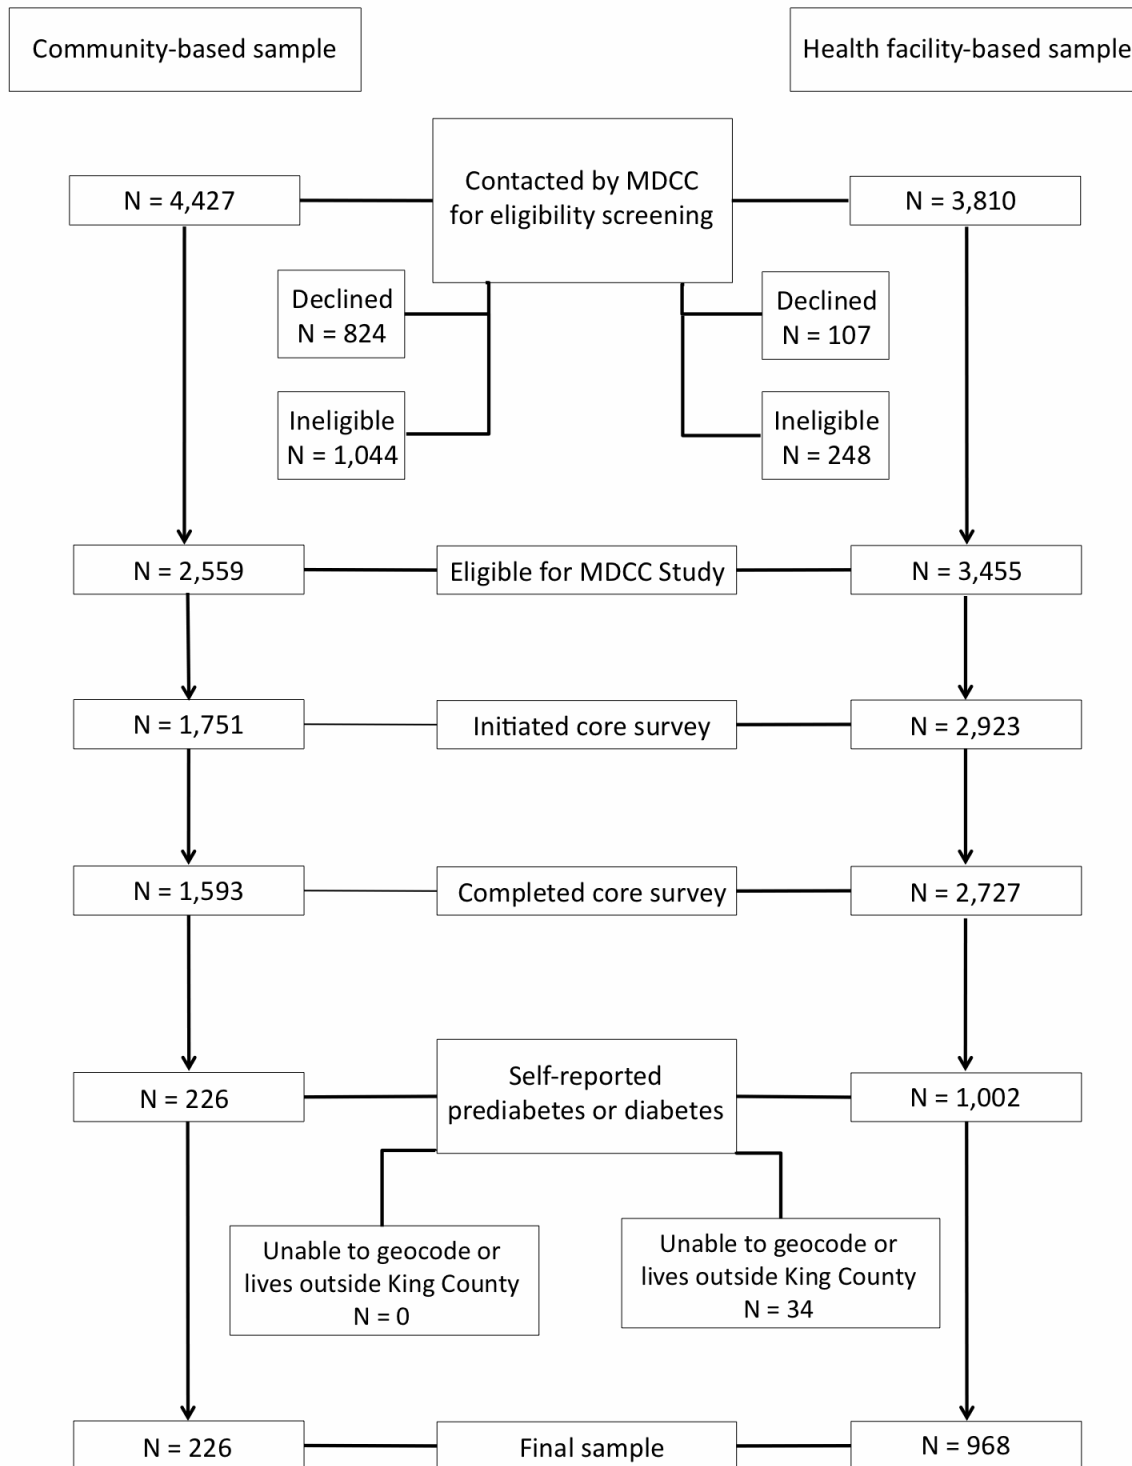 Community-based sample
Health facility-based sample
N = 4,427
Contacted by MDCC
for eligibility screening
N = 3,810
Declined
N = 824
Declined
N = 107
Ineligible
N = 1,044
Ineligible
N = 248
N = 2,559
Eligible for MDCC Study
N = 3,455
N = 1,751
Initiated core survey
N = 2,923
N = 1,593
Completed core survey
N = 2,727
N = 226
Self-reported
prediabetes or diabetes
N = 1,002
Unable to geocode or
lives outside King County
N = 0
Unable to geocode or
lives outside King County
N = 34
N = 226
Final sample
N = 968